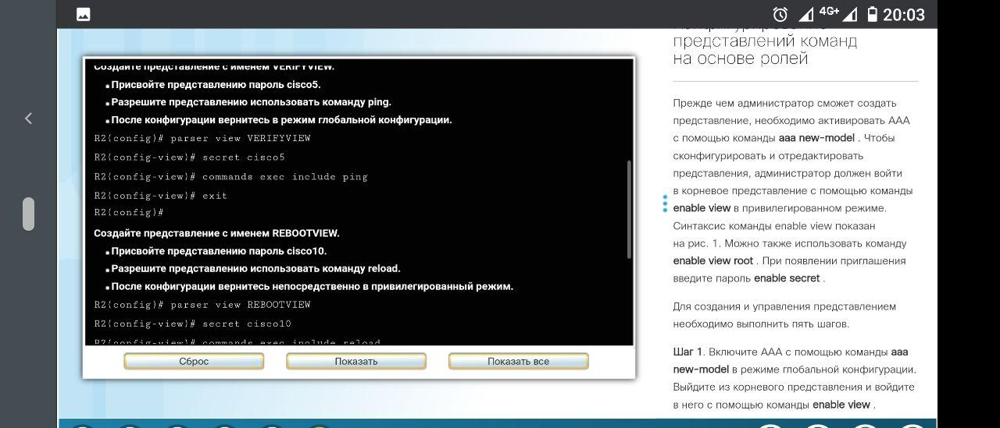 4G+
20:03
Создайте представление с именем VERIFYVIEW.
Присвойте представлению пароль cisco5.
Разрешите представлению использовать команду ping.
После конфигурации вернитесь в режим глобальной конфигурации.
R2(config)# parser view VERIFYVIEW
R2(config-view)# secret cisco5
R2(config-view)# commands exec include ping
R2(config-view)# exit
R2(config)#
Создайте представление с именем REBOOTVIEW.
Присвойте представлению пароль cisco10.
Разрешите представлению использовать команду reload.
После конфигурации вернитесь непосредственно в привилегированный режим.
R2(config)# parser view REBOOTVIEW
R2(config-view)# secret cisco10
R2(config-view)# commands exec include reload
Сброс
Показать
Показать все
представлений команд
на основе ролей
Прежде чем администратор сможет создать
представление, необходимо активировать AAA
с помощью команды aaa new-model . Чтобы
сконфигурировать и отредактировать
представления, администратор должен войти
в корневое представление с помощью команды
enable view в привилегированном режиме.
Синтаксис команды enable view показан
на рис. 1. Можно также использовать команду
enable view root . При появлении приглашения
введите пароль enable secret .
Для создания и управления представлением
необходимо выполнить пять шагов.
Шаг 1. Включите AAA с помощью команды aaa
new-model в режиме глобальной конфигурации.
Выйдите из корневого представления и войдите
в него с помощью команды enable view .